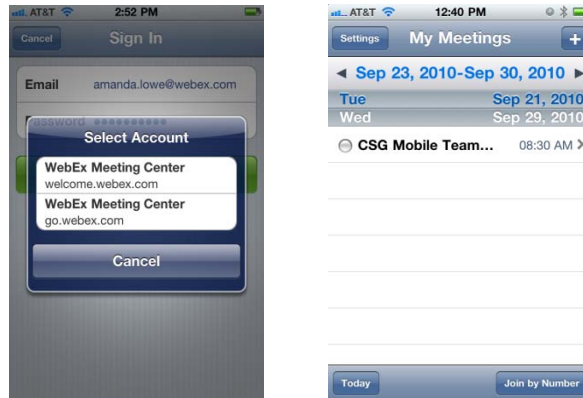 AT&T 2:52 PM
Cancel Sign In
Email amanda.lowe@webex.com
Password
Select Account
WebEx Meeting Center
welcome.webex.com
WebEx Meeting Center
go.webex.com
Cancel
AT&T 12:40 PM
Settings My Meetings +
Sep 23, 2010-Sep 30, 2010
Tue Sep 21, 2010
Wed Sep 29, 2010
CSG Mobile Team... 08:30 AM
Today Join by Number